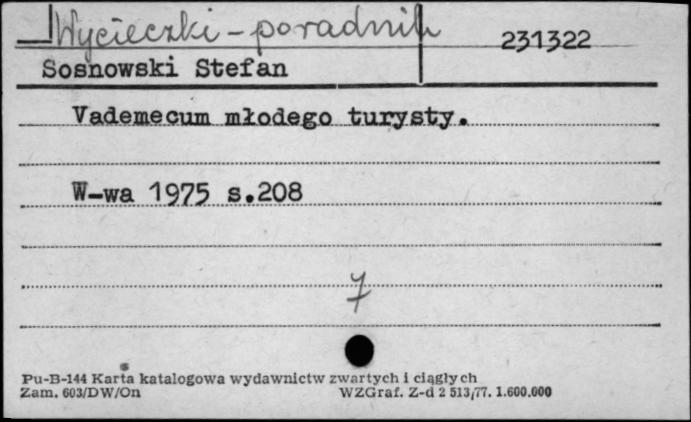 Wycieczki - poradnik
231322
Sosnowski Stefan
Vademecum młodego turysty.
W-wa 1975 s.208
7
Pu-B-144 Karta katalogowa wydawnictw zwartych i ciągłych
Zam. 603/DW/On WZGraf. Z-d 2 513/77. 1.600.000